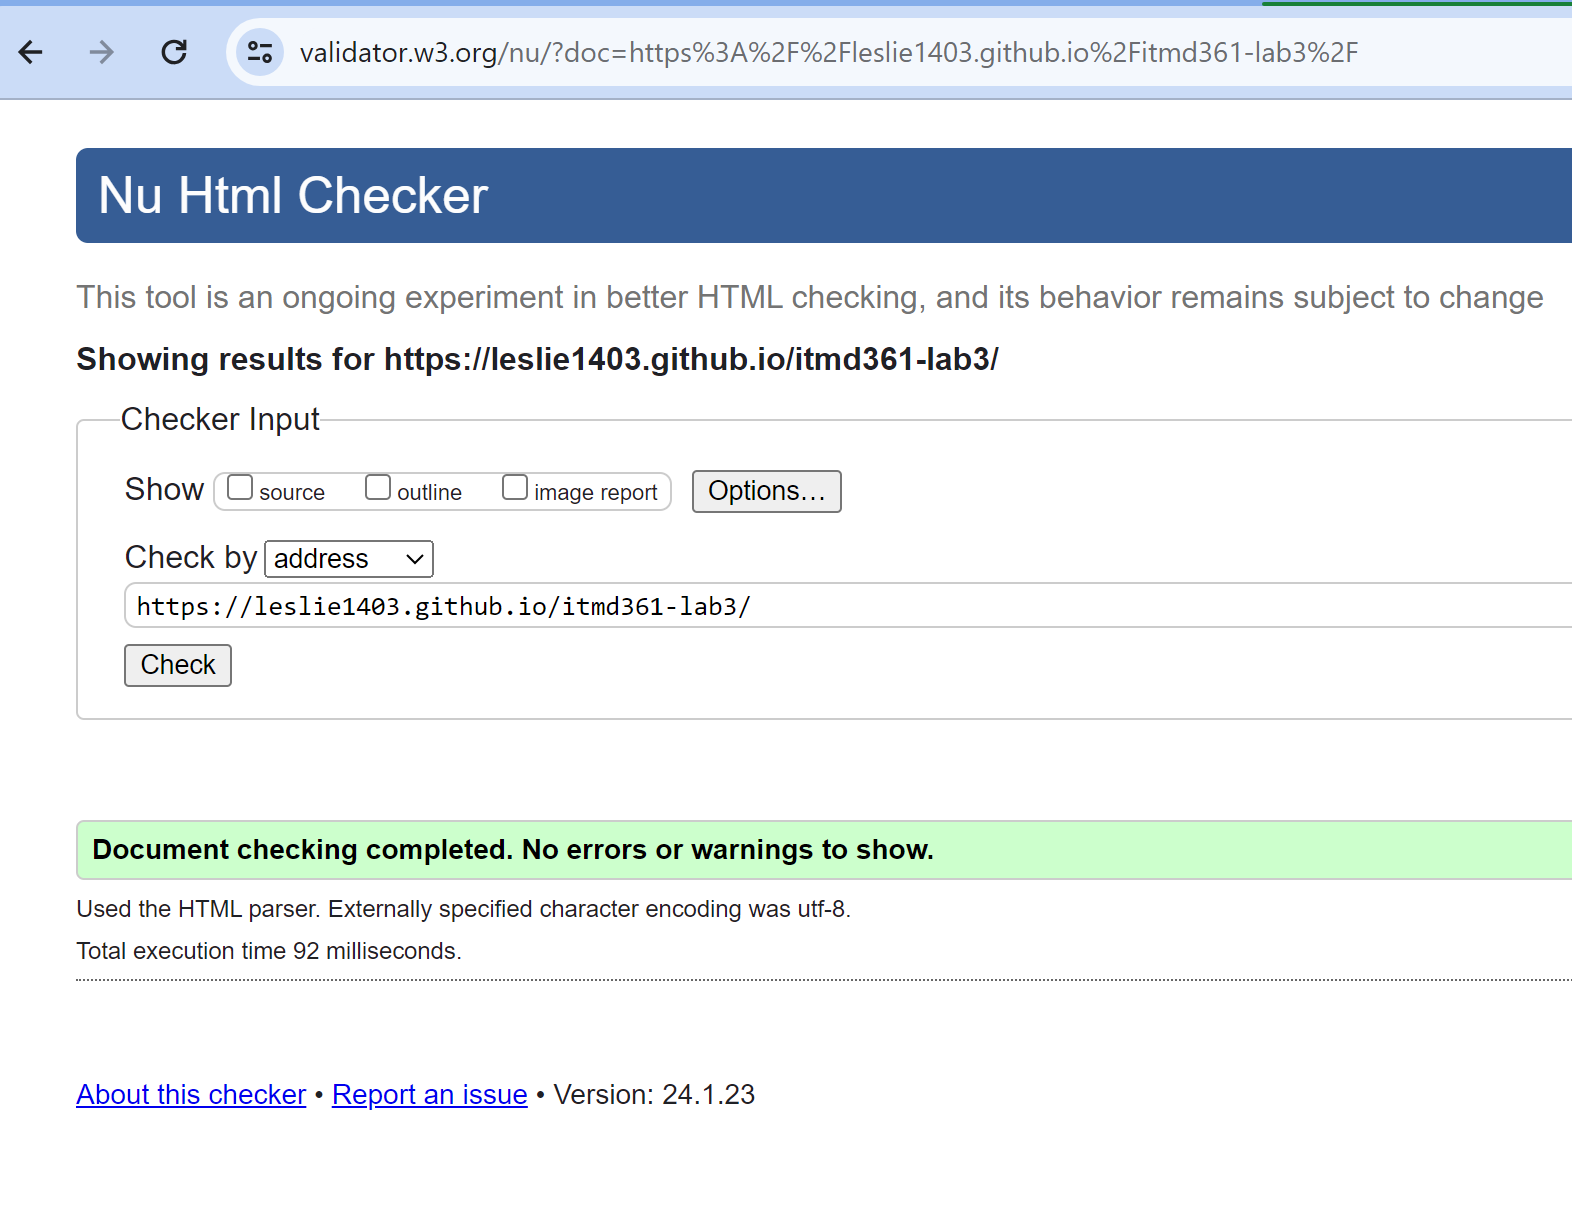 validator.w3.org/nu/?doc=https%3A%2F%2Fleslie1403.github.io%2Fitmd361-lab3%2F
Nu Html Checker
This tool is an ongoing experiment in better HTML checking, and its behavior remains subject to change
Showing results for https://leslie1403.github.io/itmd361-lab3/
Checker Input
Show source outline image report Options...
Check by address
https://leslie1403.github.io/itmd361-lab3/
Check
Document checking completed. No errors or warnings to show.
Used the HTML parser. Externally specified character encoding was utf-8.
Total execution time 92 milliseconds.
About this checker • Report an issue • Version: 24.1.23